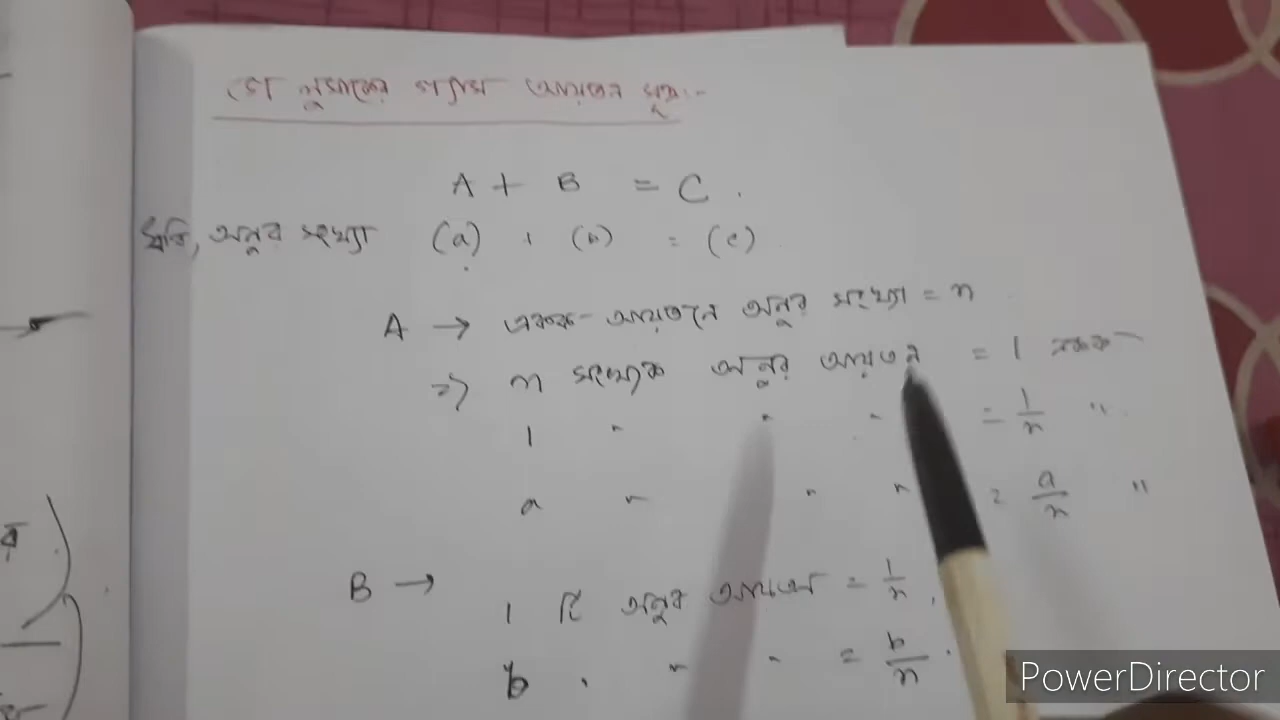 গে লুসাকের গ্যাস আয়তন সূত্র:-
A + B = C .
ধরি, অনুর সংখ্যা (a) + (b) = (c)
A → একক আয়তনে অনুর সংখ্যা = n
=> n সংখ্যক অনুর আয়তন = 1 একক
1 " " " = 1/n "
a " " " = a/n "
B → 1 টি অনুর আয়তন = 1/n ,
b . " " = b/n .
র
PowerDirector